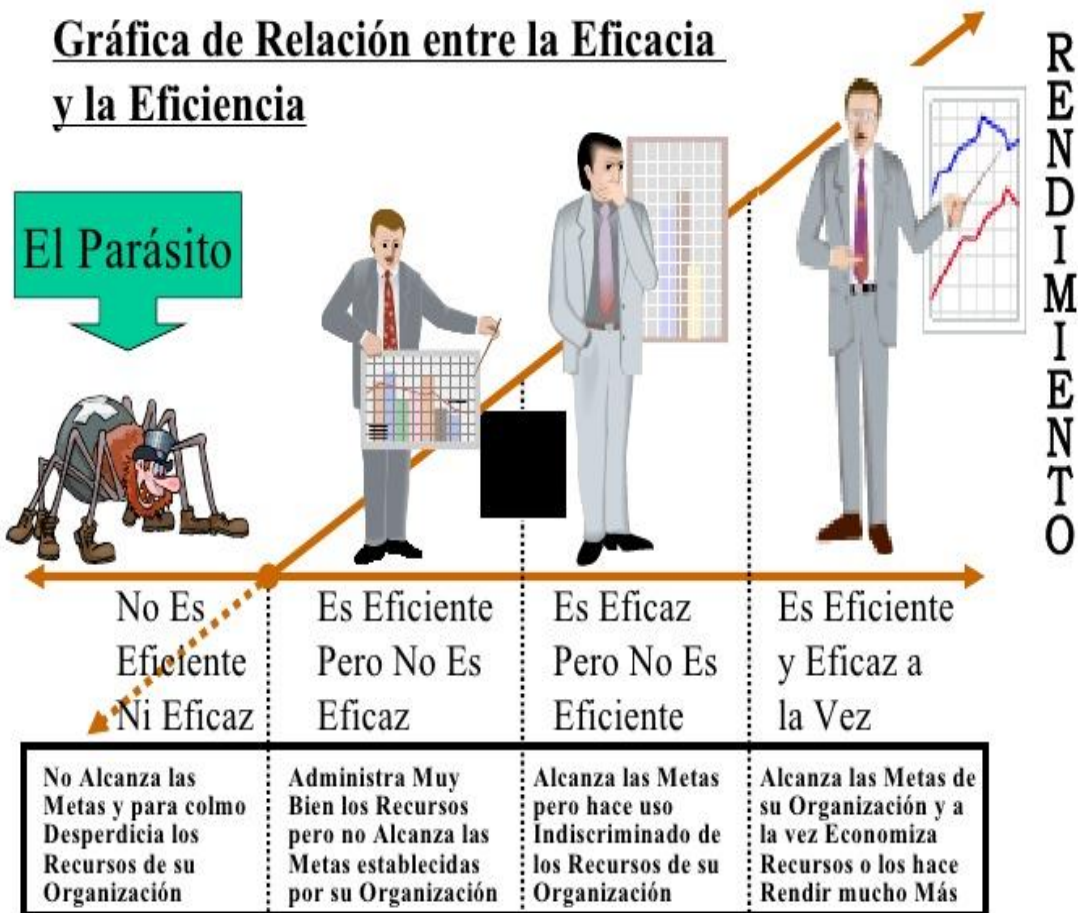 Gráfica de Relación entre la Eficacia
y la Eficiencia
El Parásito
RENDIMIENTO
No Es
Eficiente
Ni Eficaz
Es Eficiente
Pero No Es
Eficaz
Es Eficaz
Pero No Es
Eficiente
Es Eficiente
y Eficaz a
la Vez
No Alcanza las
Metas y para colmo
Desperdicia los
Recursos de su
Organización
Administra Muy
Bien los Recursos
pero no Alcanza las
Metas establecidas
por su Organización
Alcanza las Metas
pero hace uso
Indiscriminado de
los Recursos de su
Organización
Alcanza las Metas de
su Organización y a
la vez Economiza
Recursos o los hace
Rendir mucho Más